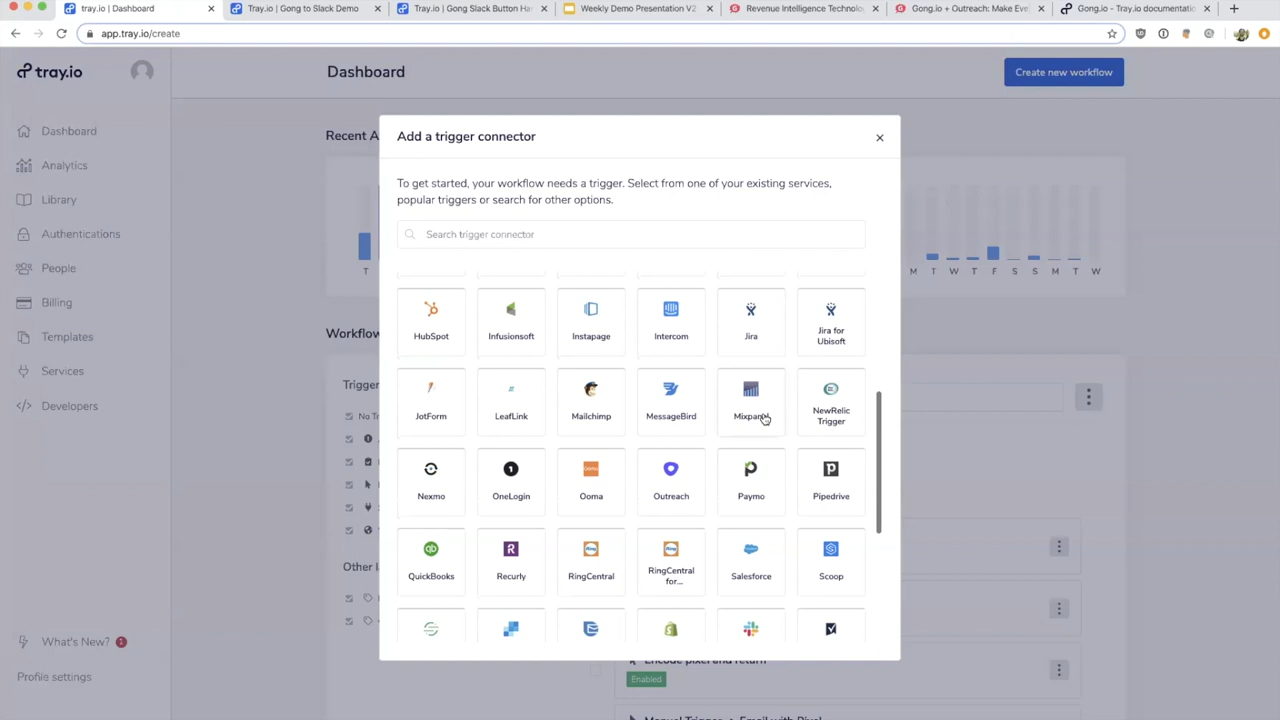 tray.io | Dashboard
Tray.io | Gong to Slack Demo
Tray.io | Gong Slack Button Han
Weekly Demo Presentation V2
Revenue Intelligence Technolo
Gong.io + Outreach: Make Eve
Gong.io - Tray.io documentatio
app.tray.io/create
tray.io
Dashboard
Create new workflow
Dashboard
Analytics
Library
Authentications
People
Billing
Templates
Services
Developers
What's New?
Profile settings
Recent A
T
M T W T F S S M T W
Workflow
Trigger
No Tr
Other l
Add a trigger connector
To get started, your workflow needs a trigger. Select from one of your existing services,
popular triggers or search for other options.
Search trigger connector
HubSpot
Infusionsoft
Instapage
Intercom
Jira
Jira for
Ubisoft
JotForm
LeafLink
Mailchimp
MessageBird
Mixpanel
NewRelic
Trigger
Nexmo
OneLogin
Ooma
Outreach
Paymo
Pipedrive
QuickBooks
Recurly
RingCentral
RingCentral
for...
Salesforce
Scoop
Encode pixel and return
Enabled
Manual Trigger -> Email with Pixel